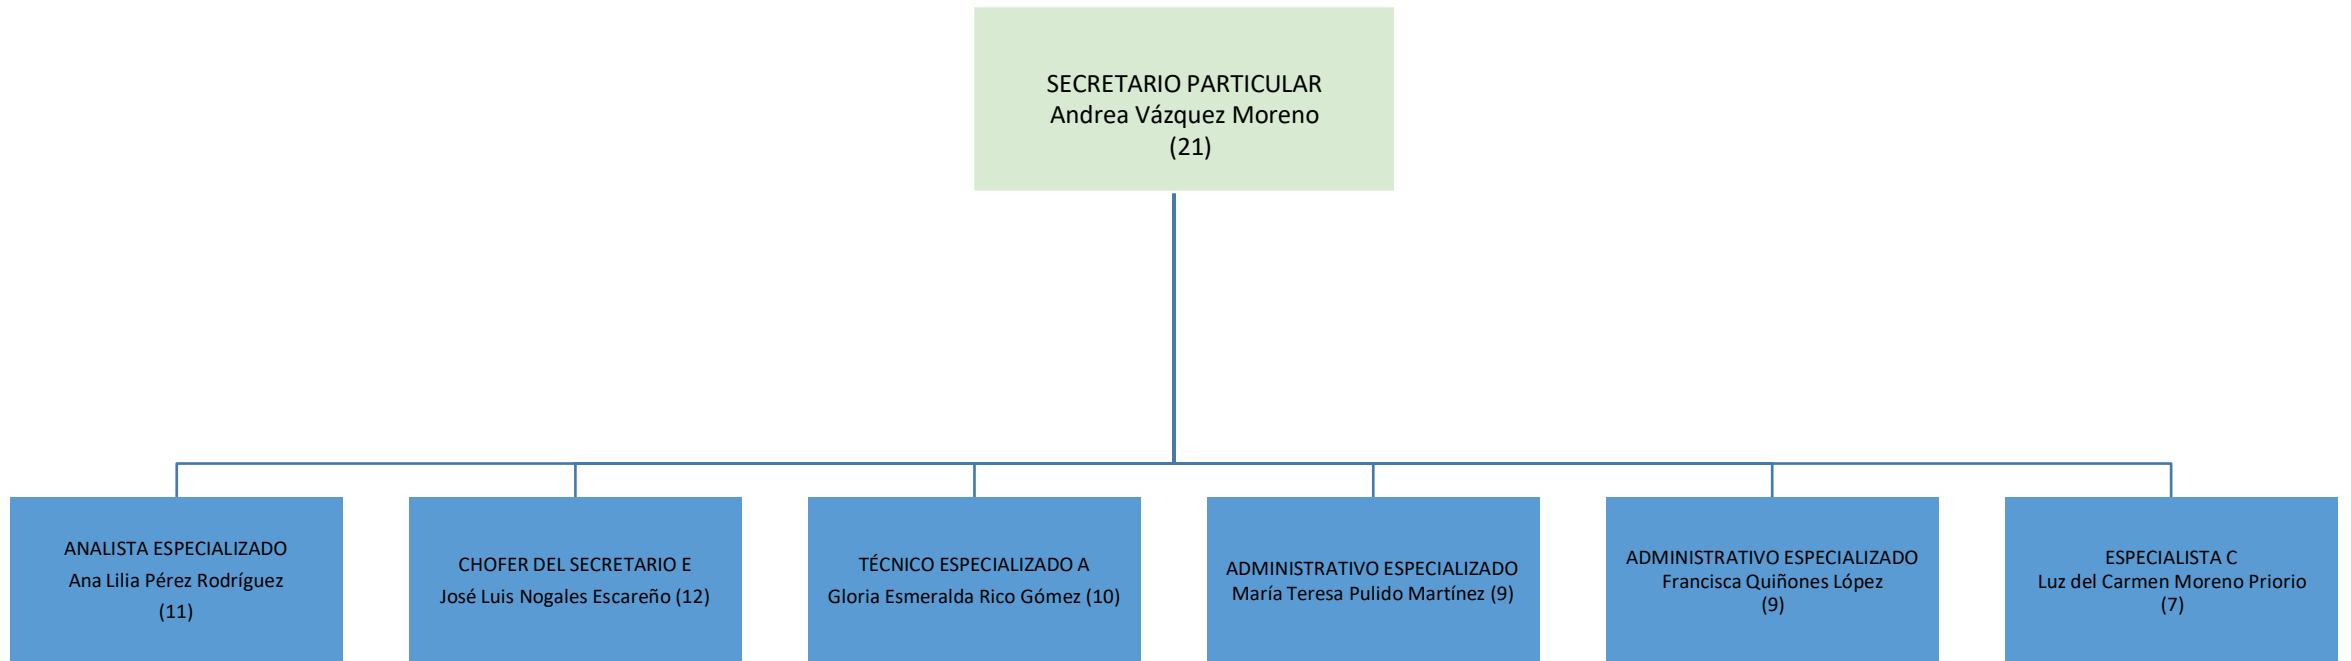 SECRETARIO PARTICULAR
Andrea Vázquez Moreno
(21)
ANALISTA ESPECIALIZADO
Ana Lilia Pérez Rodríguez
(11)
CHOFER DEL SECRETARIO E
José Luis Nogales Escareño (12)
TÉCNICO ESPECIALIZADO A
Gloria Esmeralda Rico Gómez (10)
ADMINISTRATIVO ESPECIALIZADO
María Teresa Pulido Martínez (9)
ADMINISTRATIVO ESPECIALIZADO
Francisca Quiñones López
(9)
ESPECIALISTA C
Luz del Carmen Moreno Priorio
(7)